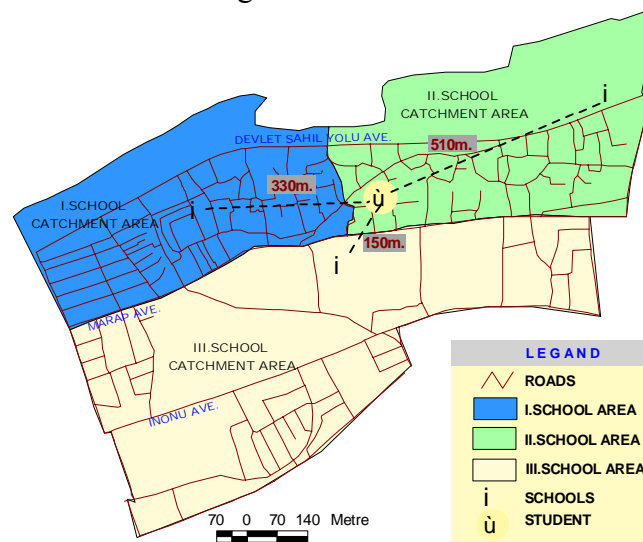 II.SCHOOL
CATCHMENT AREA
i
DEVLET SAHIL YOLU AVE.
510m.
330m.
I.SCHOOL
CATCHMENT AREA
i
ù
150m.
i
MARAP AVE.
III.SCHOOL
CATCHMENT AREA
INONU AVE.
LEGAND
ROADS
I.SCHOOL AREA
II.SCHOOL AREA
III.SCHOOL AREA
i SCHOOLS
ù STUDENT
70 0 70 140 Metre